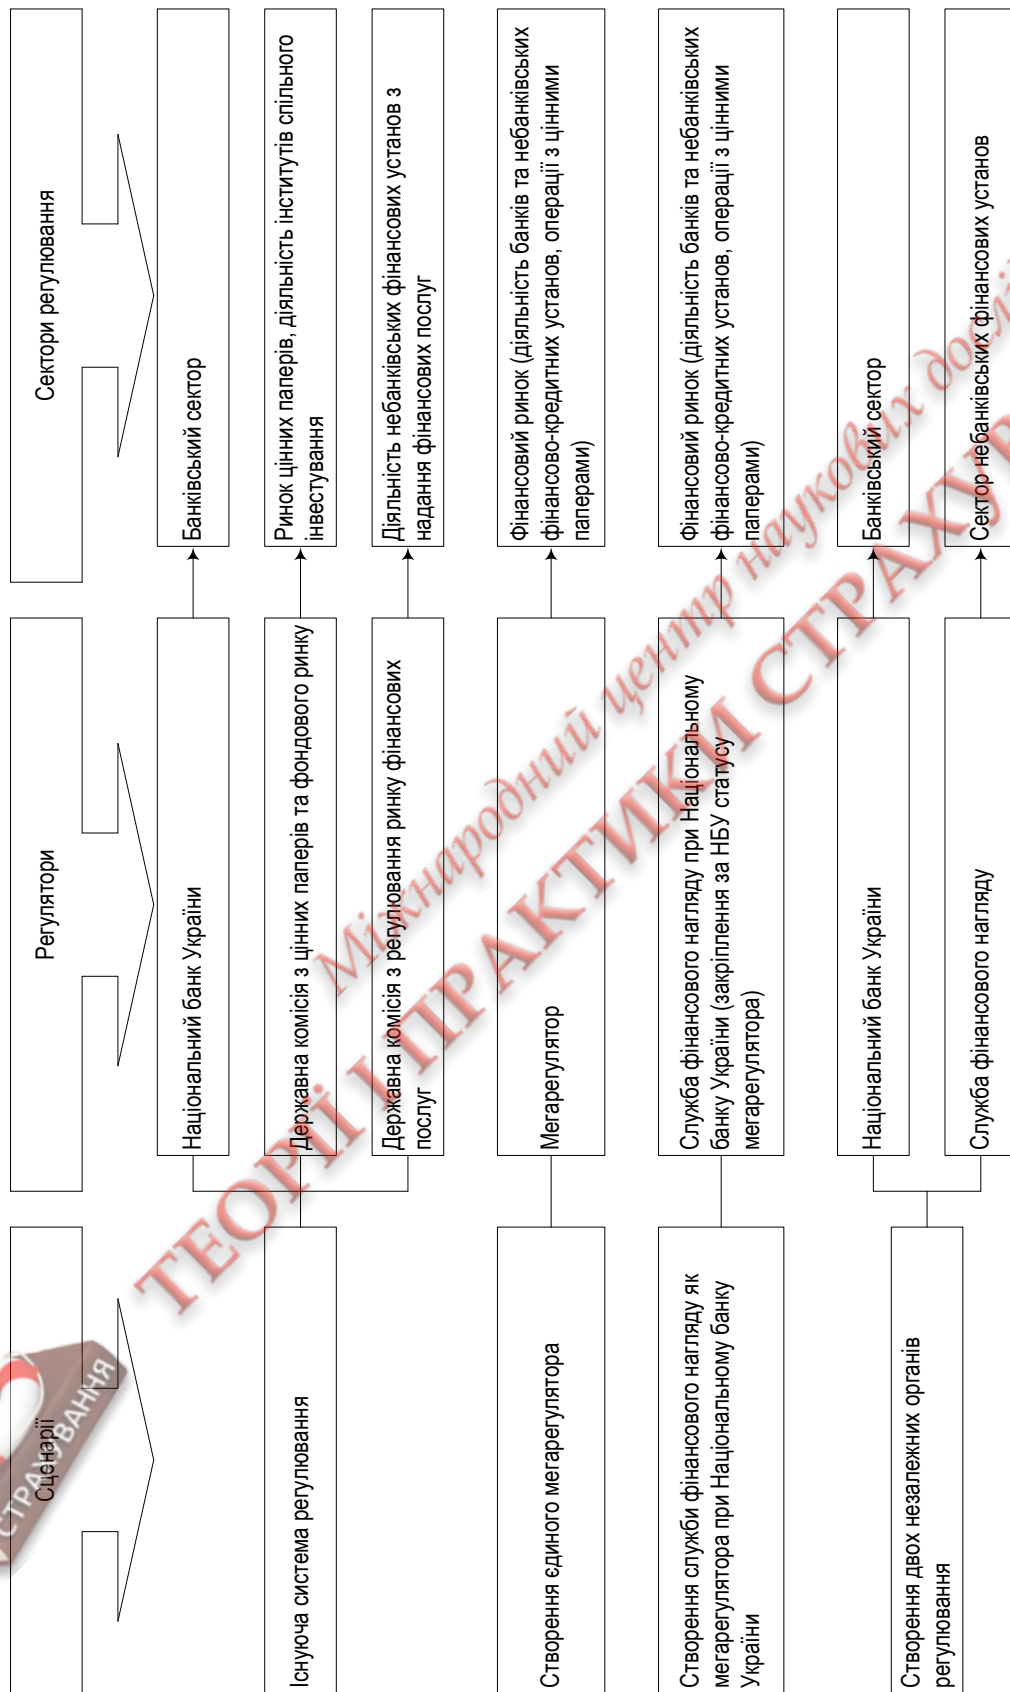 Сценарії
Регулятори
Сектори регулювання
Існуюча система регулювання
Національний банк України
Банківський сектор
Державна комісія з цінних паперів та фондового ринку
Ринок цінних паперів, діяльність інститутів спільного
інвестування
Державна комісія з регулювання ринку фінансових
послуг
Діяльність небанківських фінансових установ з
надання фінансових послуг
Створення єдиного мегарегулятора
Мегарегулятор
Фінансовий ринок (діяльність банків та небанківських
фінансово-кредитних установ, операції з цінними
паперами)
Створення служби фінансового нагляду як
мегарегулятора при Національному банку
України
Служба фінансового нагляду при Національному
банку України (закріплення за НБУ статусу
мегарегулятора)
Фінансовий ринок (діяльність банків та небанківських
фінансово-кредитних установ, операції з цінними
паперами)
Створення двох незалежних органів
регулювання
Національний банк України
Банківський сектор
Служба фінансового нагляду
Сектор небанківських фінансових установ
СТРАХУВАННЯ
Міжнародний центр наукових
ТЕОРІЇ І ПРАКТИКИ